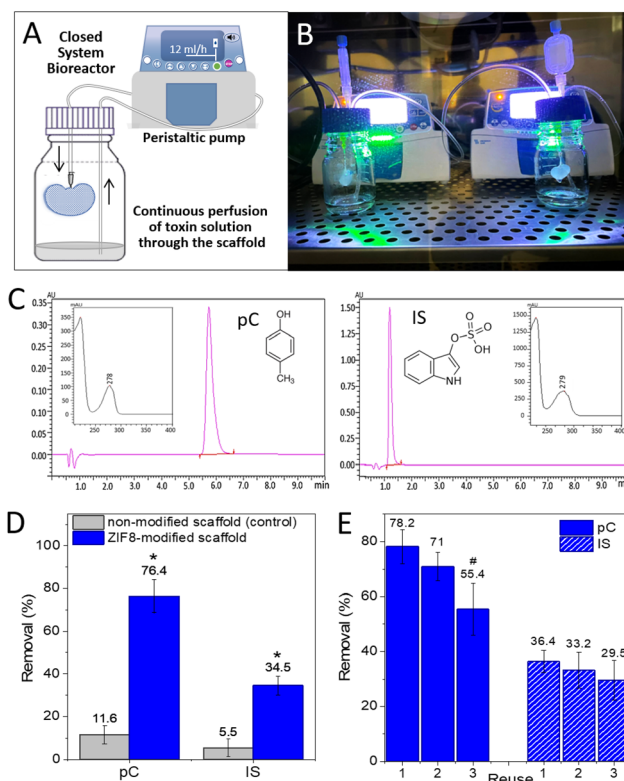 A
Closed
System
Bioreactor
12 ml/h
Peristaltic pump
Continuous perfusion
of toxin solution
through the scaffold
B
C
AU
0.35
0.30
0.25
0.20
0.15
0.10
0.05
0.00
1.0 2.0 3.0 4.0 5.0 6.0 7.0 8.0 9.0
min
mAU
350
300
250
200
150
100
50
0
250 300 350 400
278
pC
OH
CH3
AU
1.50
1.25
1.00
0.75
0.50
0.25
0.00
1.0 2.0 3.0 4.0 5.0 6.0 7.0 8.0 9.0
IS
O
O S O
OH
NH
mAU
1500
1250
1000
750
500
250
0
250 300 350 400
279
D
non-modified scaffold (control)
ZIF8-modified scaffold
Removal (%)
100
80
60
40
20
0
11.6
*
76.4
5.5
*
34.5
pC IS
E
pC
IS
Removal (%)
80
60
40
20
0
78.2
71
#
55.4
36.4
33.2
29.5
1 2 3 1 2 3
Reuse